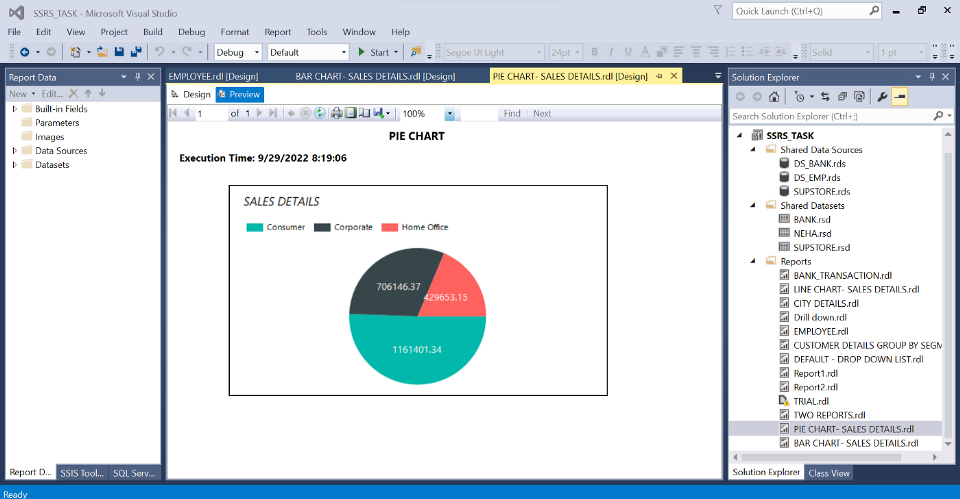 SSRS_TASK - Microsoft Visual Studio
Quick Launch (Ctrl+Q)
File Edit View Project Build Debug Format Report Tools Window Help
Debug Default Start Segoe UI Light 24pt B I U A Solid 1 pt
Report Data
New Edit...
Built-in Fields
Parameters
Images
Data Sources
Datasets
Report D... SSIS Tool... SQL Serv...
EMPLOYEE.rdl [Design] BAR CHART- SALES DETAILS.rdl [Design] PIE CHART- SALES DETAILS.rdl [Design]
Design Preview
1 of 1 100% Find Next
PIE CHART
Execution Time: 9/29/2022 8:19:06
SALES DETAILS
Consumer Corporate Home Office
706146.37
429653.15
1161401.34
Solution Explorer
Search Solution Explorer (Ctrl+;)
SSRS_TASK
Shared Data Sources
DS_BANK.rds
DS_EMP.rds
SUPSTORE.rds
Shared Datasets
BANK.rsd
NEHA.rsd
SUPSTORE.rsd
Reports
BANK_TRANSACTION.rdl
LINE CHART- SALES DETAILS.rdl
CITY DETAILS.rdl
Drill down.rdl
EMPLOYEE.rdl
CUSTOMER DETAILS GROUP BY SEGM
DEFAULT - DROP DOWN LIST.rdl
Report1.rdl
Report2.rdl
TRIAL.rdl
TWO REPORTS.rdl
PIE CHART- SALES DETAILS.rdl
BAR CHART- SALES DETAILS.rdl
Solution Explorer Class View
Ready